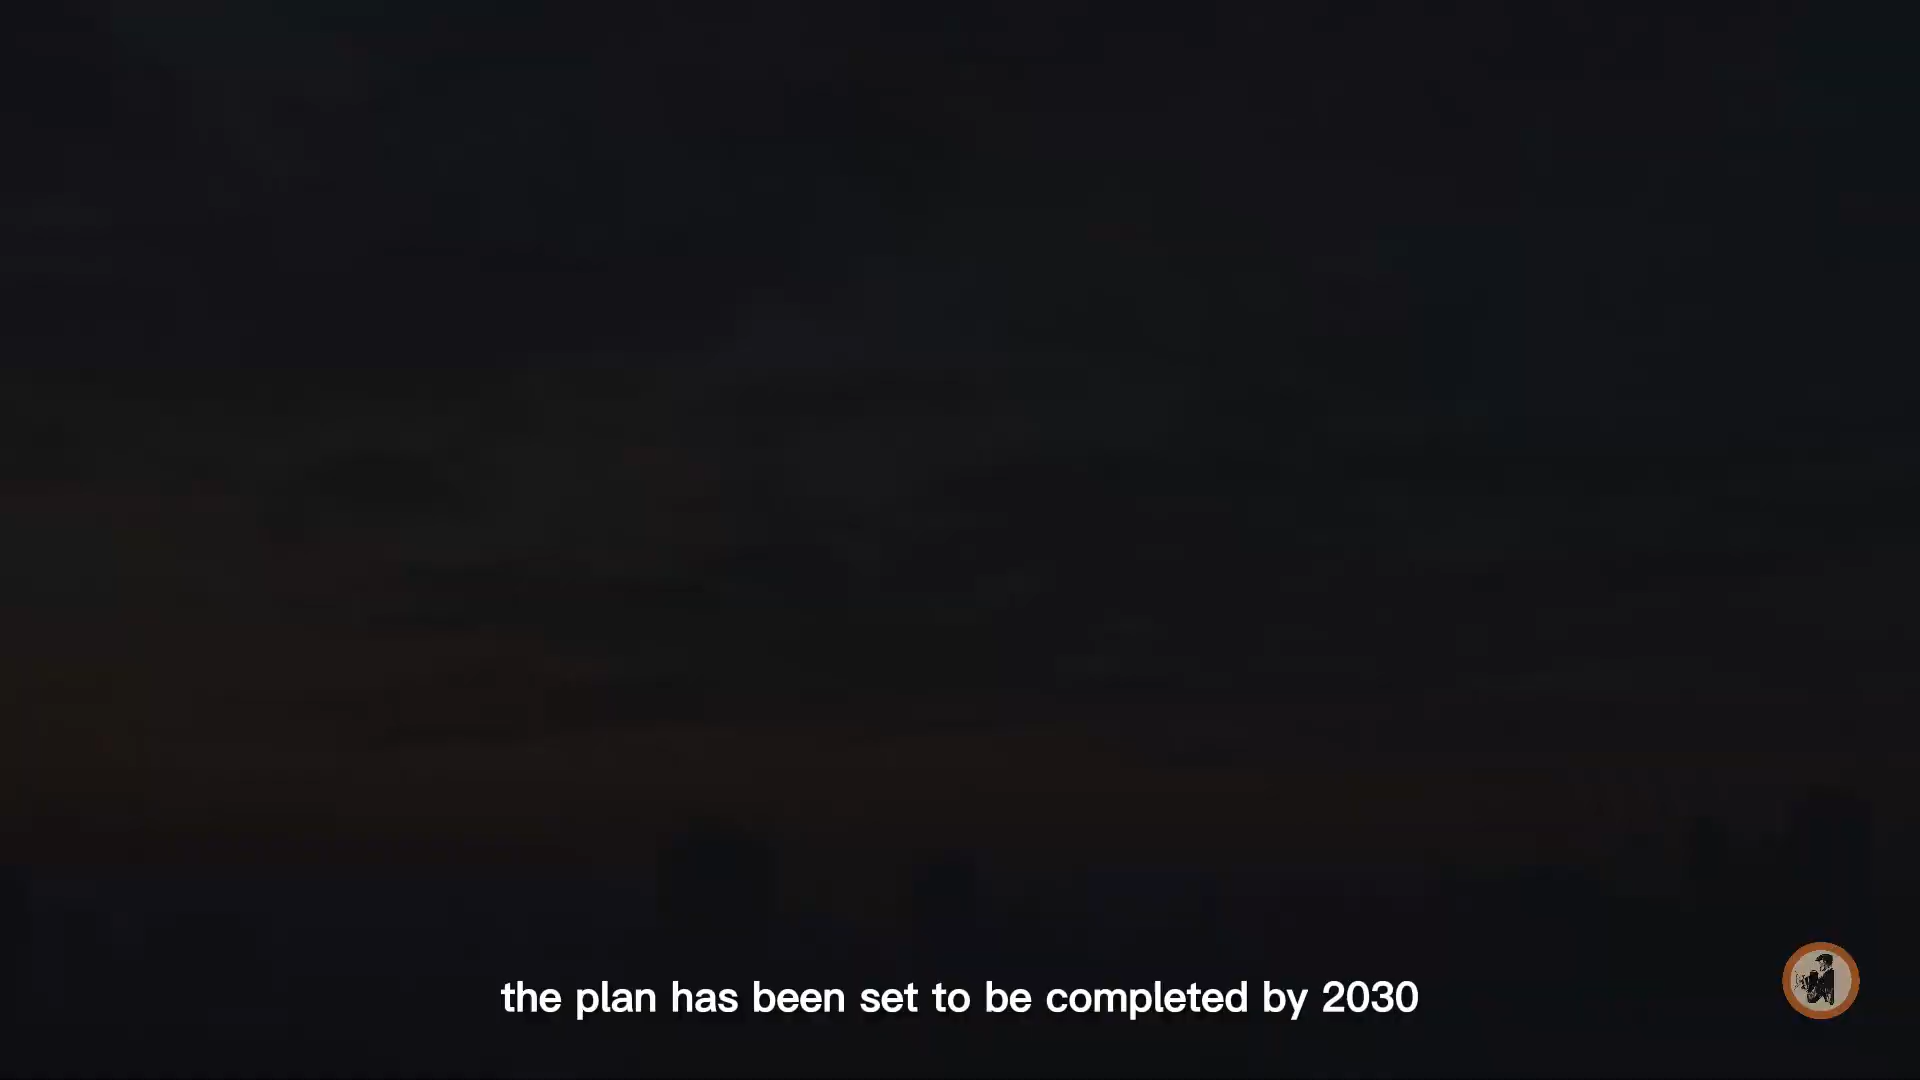 the plan has been set to be completed by 2030